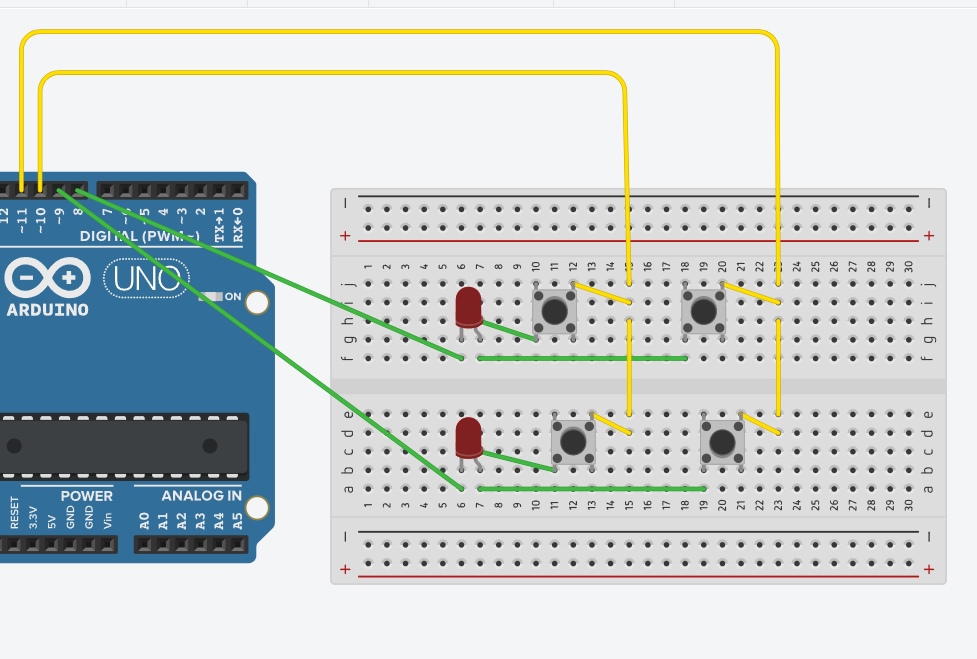 12 ~11 ~10 ~9 8 7 ~6 ~5 4 ~3 2 TX→1 RX←0
DIGITAL (PWM~)
UNO
ARDUINO
ON
POWER
ANALOG IN
RESET 3.3V 5V GND GND Vin A0 A1 A2 A3 A4 A5
− −
+ +
1 2 3 4 5 6 7 8 9 10 11 12 13 14 15 16 17 18 19 20 21 22 23 24 25 26 27 28 29 30
j j
i i
h h
g g
f f
e e
d d
c c
b b
a a
1 2 3 4 5 6 7 8 9 10 11 12 13 14 15 16 17 18 19 20 21 22 23 24 25 26 27 28 29 30
− −
+ +